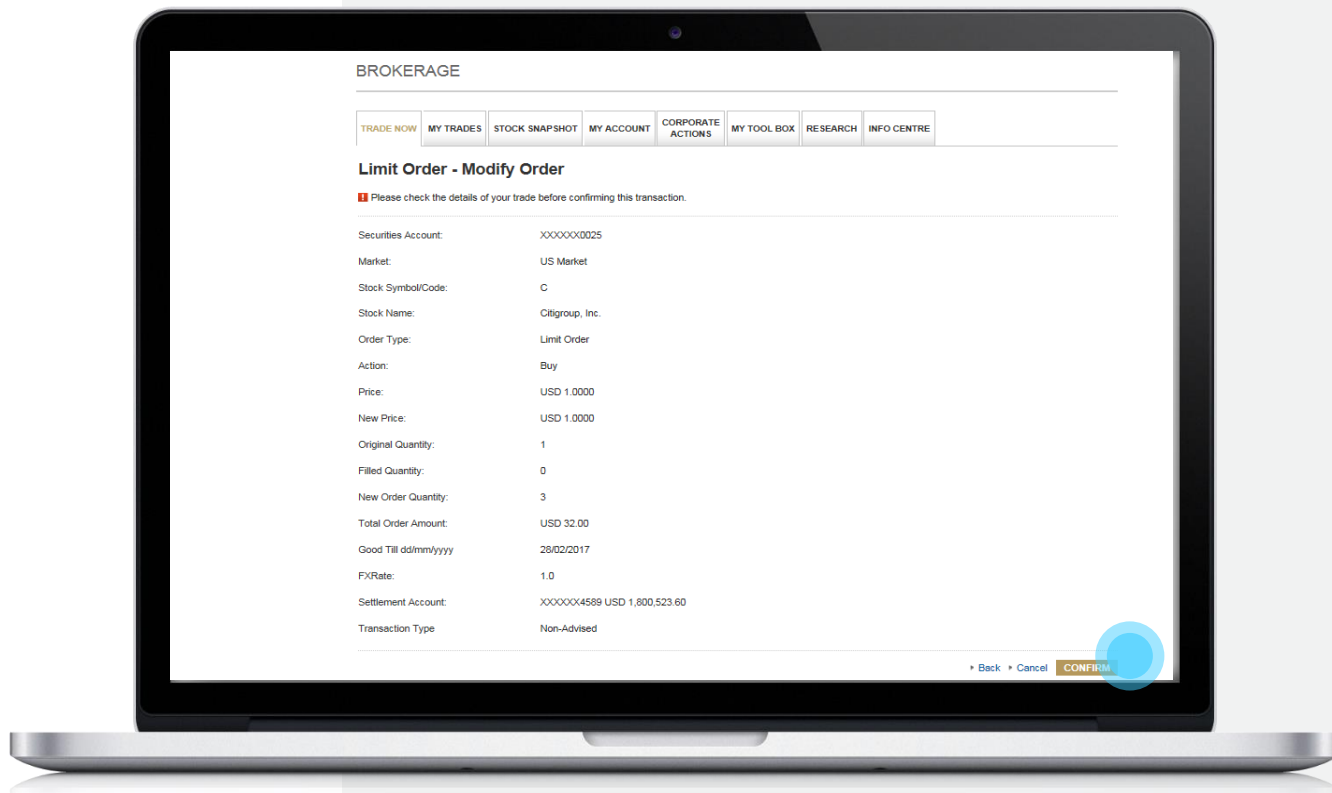 BROKERAGE
TRADE NOW MY TRADES STOCK SNAPSHOT MY ACCOUNT CORPORATE ACTIONS MY TOOL BOX RESEARCH INFO CENTRE
Limit Order - Modify Order
! Please check the details of your trade before confirming this transaction.
Securities Account: XXXXXX0025
Market: US Market
Stock Symbol/Code: C
Stock Name: Citigroup, Inc.
Order Type: Limit Order
Action: Buy
Price: USD 1.0000
New Price: USD 1.0000
Original Quantity: 1
Filled Quantity: 0
New Order Quantity: 3
Total Order Amount: USD 32.00
Good Till dd/mm/yyyy 28/02/2017
FXRate: 1.0
Settlement Account: XXXXXX4589 USD 1,800,523.60
Transaction Type Non-Advised
Back Cancel CONFIRM